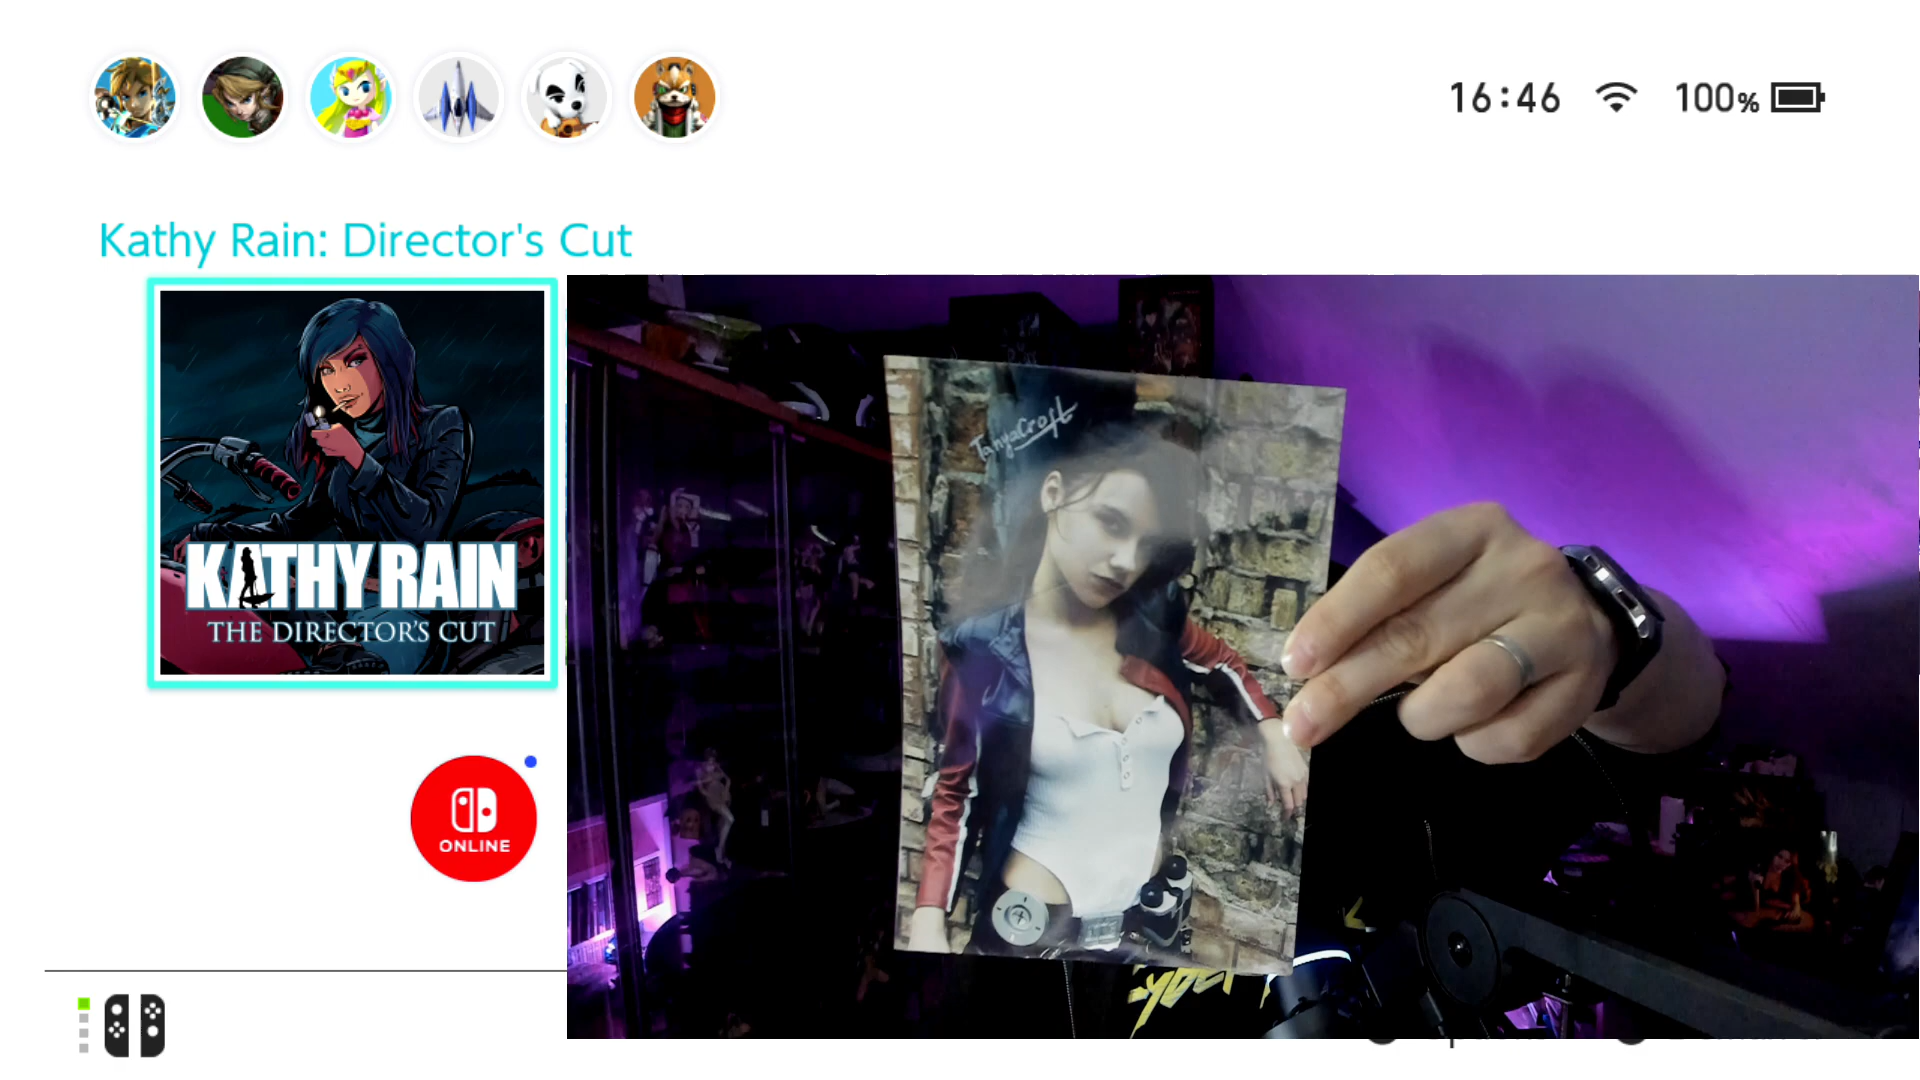 16:46
100%
Kathy Rain: Director's Cut
KATHY RAIN
THE DIRECTOR'S CUT
TanyaCroft
ONLINE